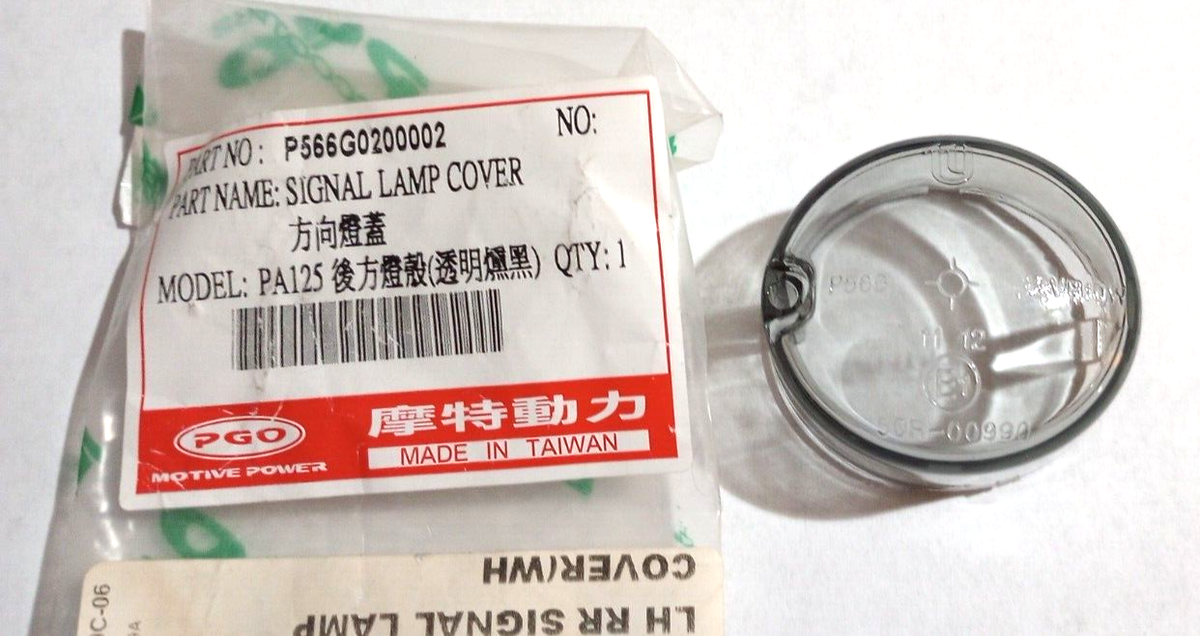 PART NO: P566G0200002 NO:
PART NAME: SIGNAL LAMP COVER
方向燈蓋
MODEL: PA125 後方燈殼(透明燻黑) QTY: 1
PGO
MOTIVE POWER
摩特動力
MADE IN TAIWAN
LH RR SIGNAL LAMP
COVER/WH
P56G
11 12